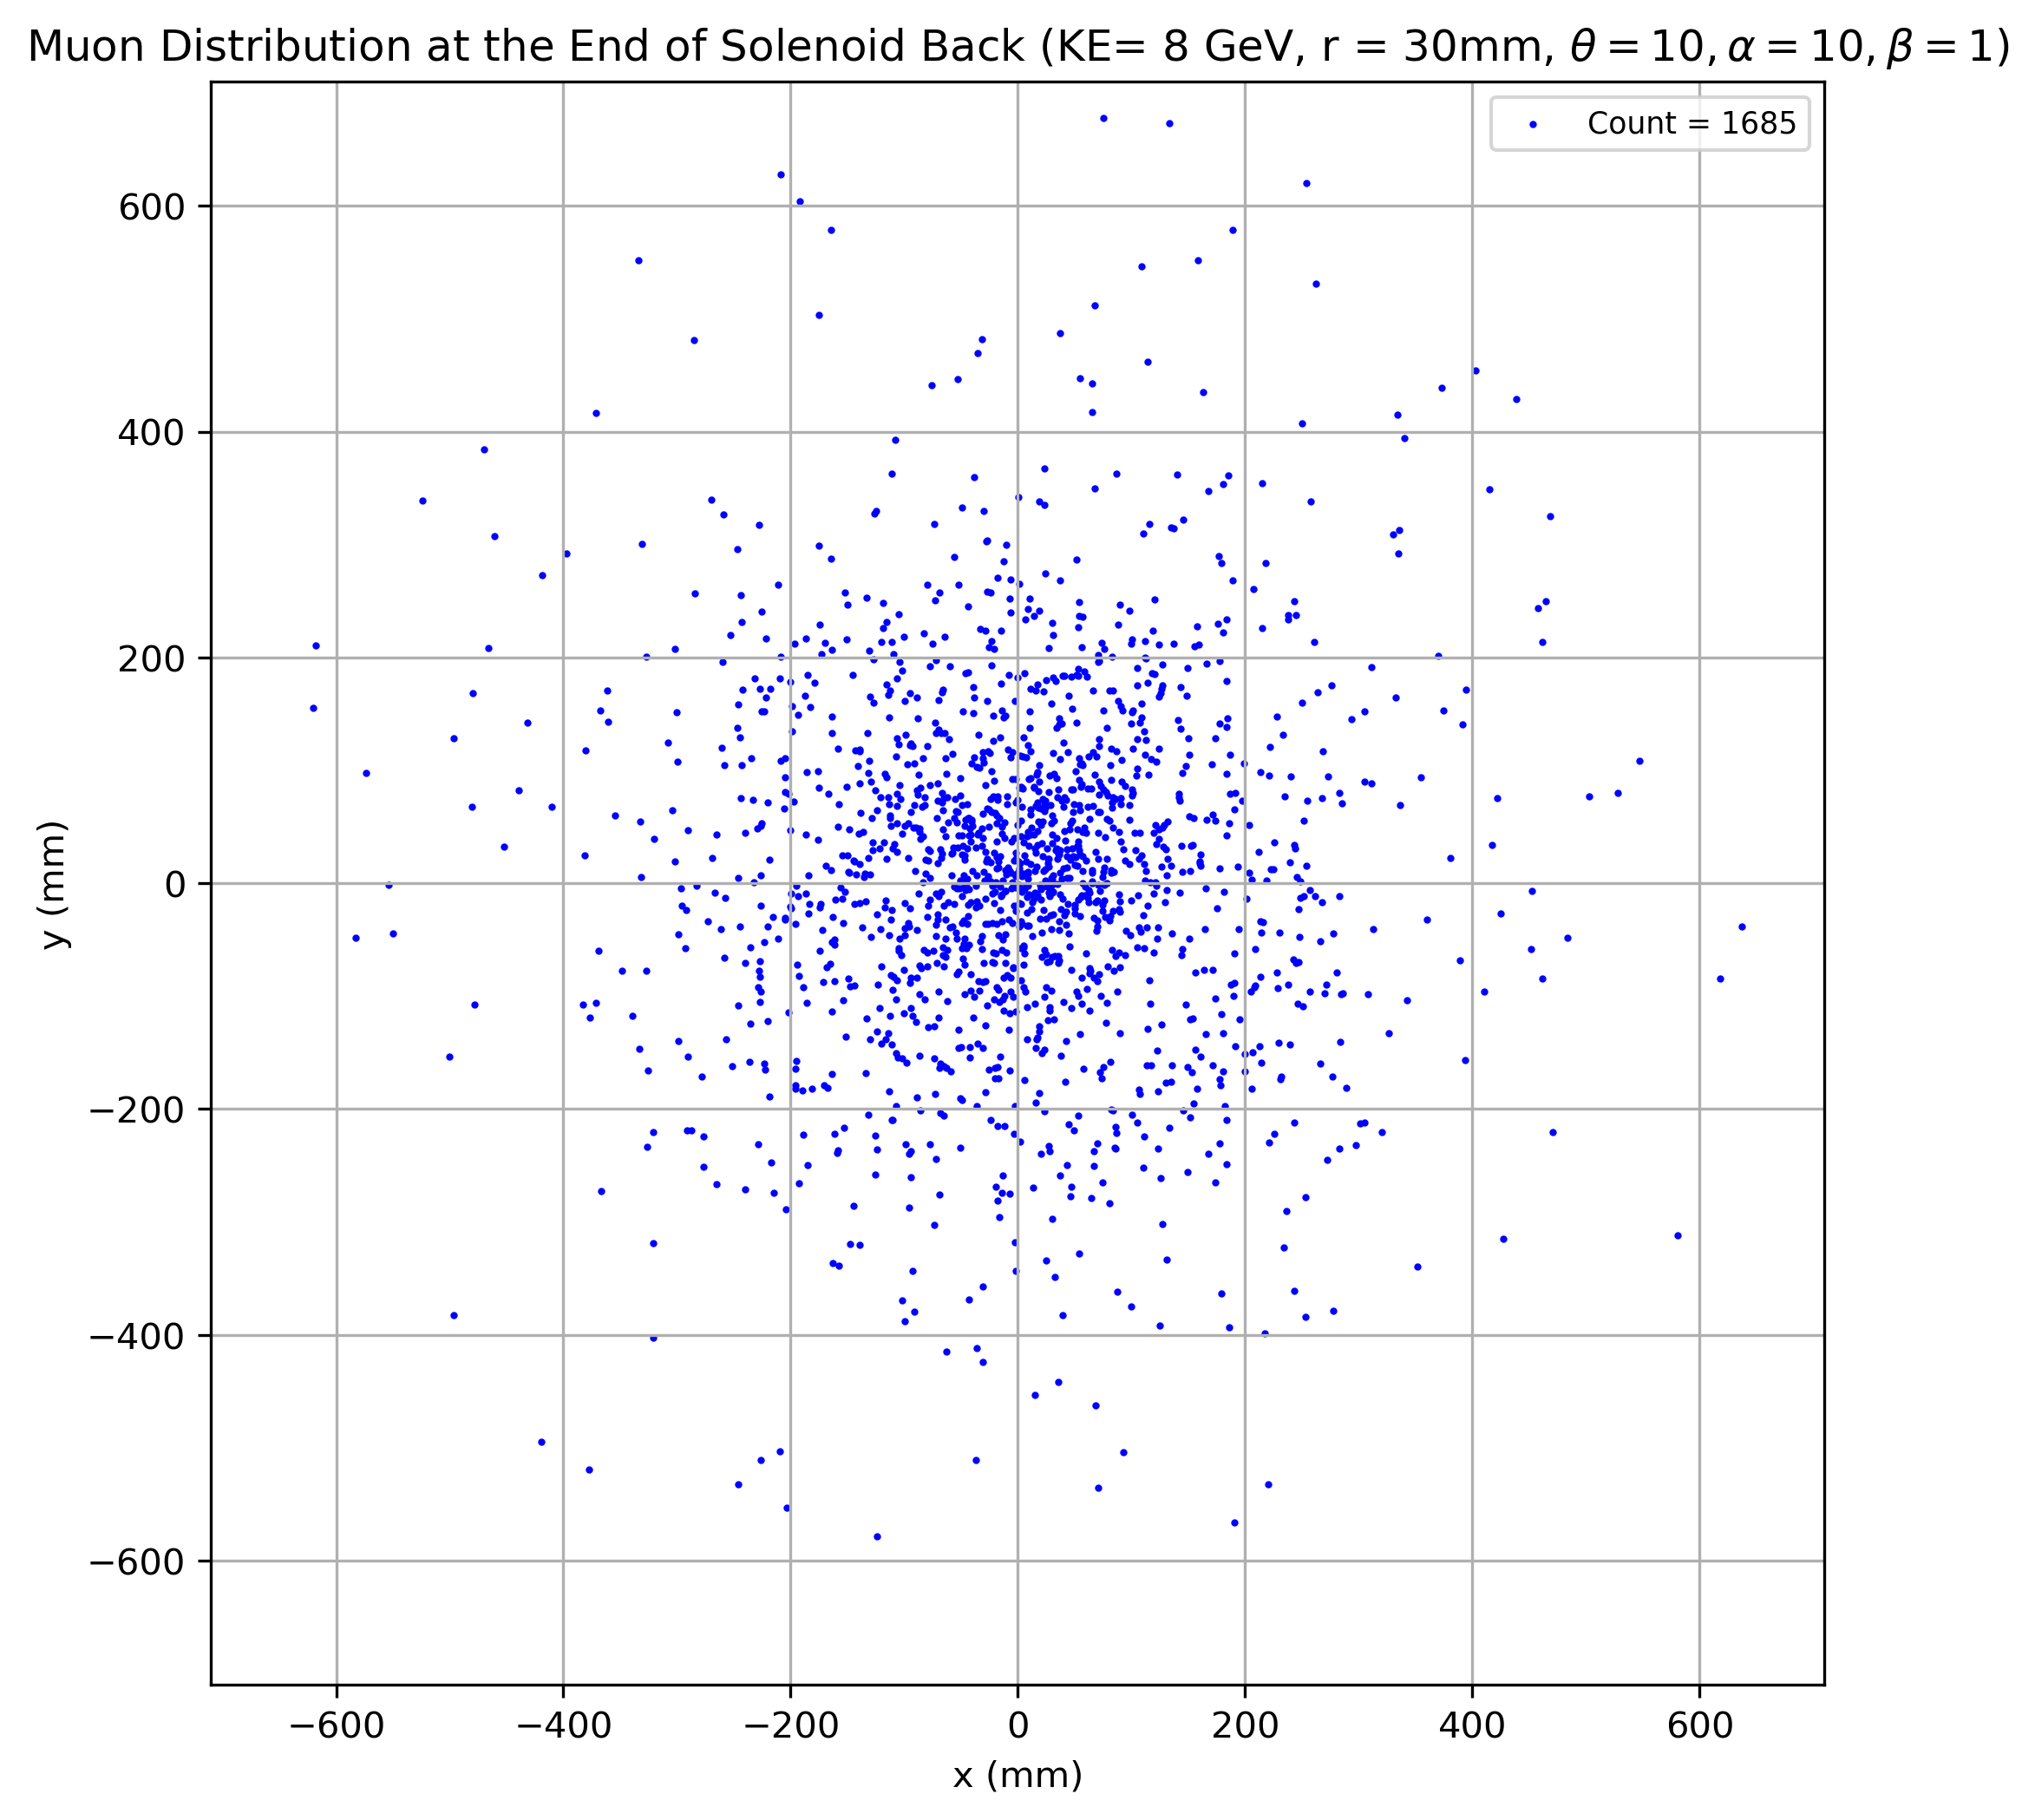 Muon Distribution at the End of Solenoid Back (KE= 8 GeV, r = 30mm, θ = 10, α = 10, β = 1)
Count = 1685
600
400
200
0
−200
−400
−600
y (mm)
−600 −400 −200 0 200 400 600
x (mm)